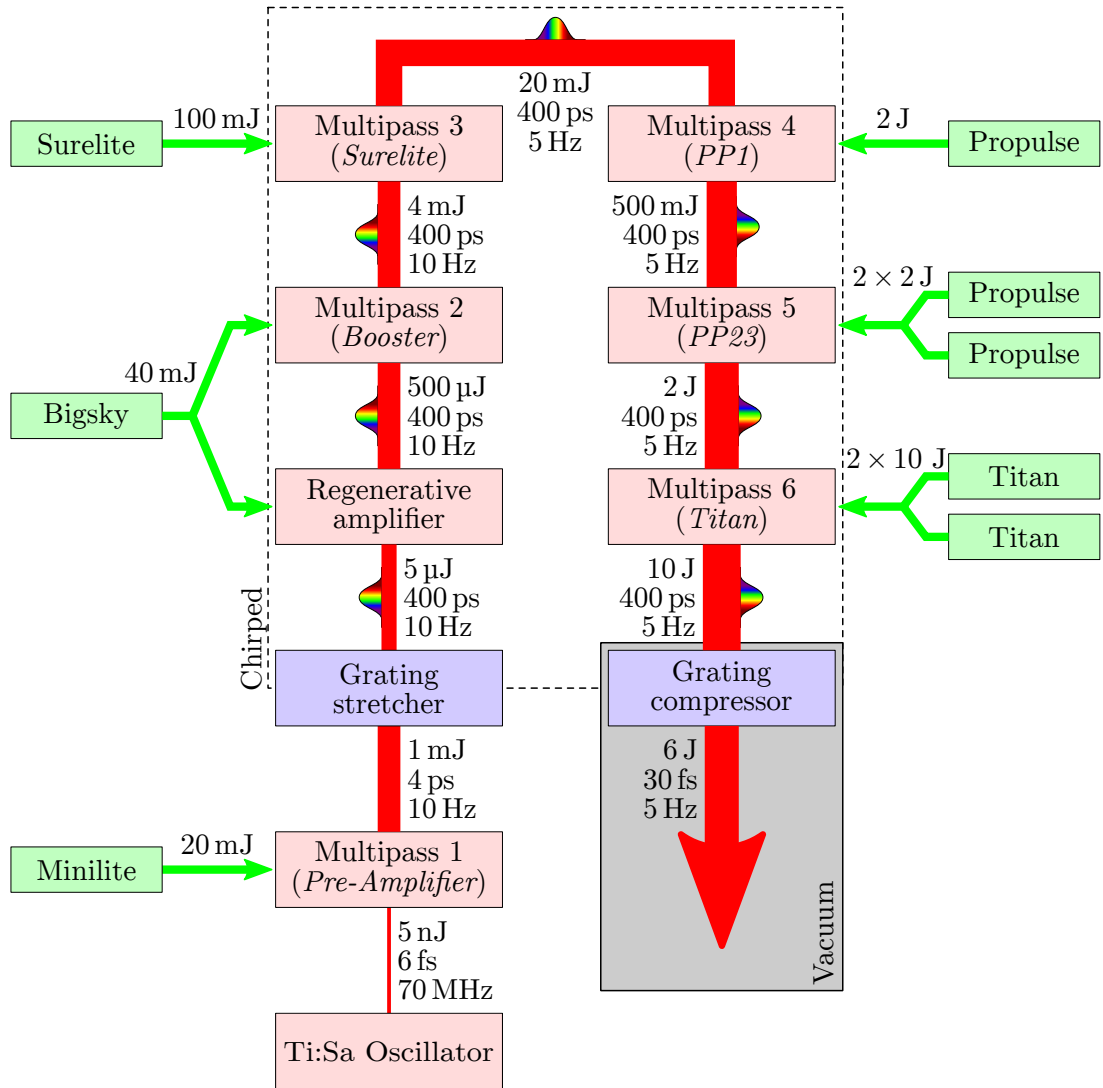 20 mJ
400 ps
5 Hz
Surelite
100 mJ
Multipass 3
(Surelite)
Multipass 4
(PP1)
2 J
Propulse
4 mJ
400 ps
10 Hz
500 mJ
400 ps
5 Hz
Bigsky
40 mJ
Multipass 2
(Booster)
Multipass 5
(PP23)
2 × 2 J
Propulse
Propulse
500 µJ
400 ps
10 Hz
2 J
400 ps
5 Hz
Regenerative
amplifier
Multipass 6
(Titan)
2 × 10 J
Titan
Titan
5 µJ
400 ps
10 Hz
10 J
400 ps
5 Hz
Chirped
Grating
stretcher
Grating
compressor
1 mJ
4 ps
10 Hz
6 J
30 fs
5 Hz
Minilite
20 mJ
Multipass 1
(Pre-Amplifier)
Vacuum
5 nJ
6 fs
70 MHz
Ti:Sa Oscillator